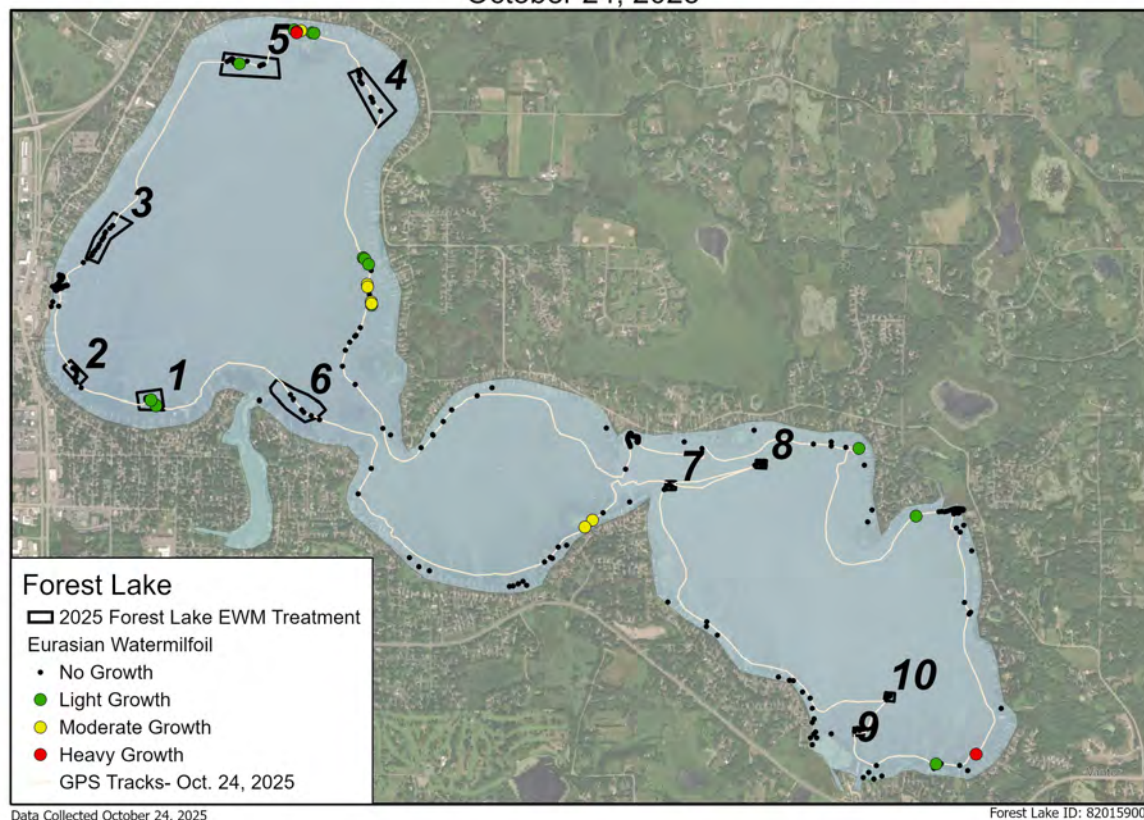 October 24, 2025
5
4
3
2
1
6
7
8
10
9
Forest Lake
2025 Forest Lake EWM Treatment
Eurasian Watermilfoil
No Growth
Light Growth
Moderate Growth
Heavy Growth
GPS Tracks- Oct. 24, 2025
Data Collected October 24, 2025
Forest Lake ID: 82015900